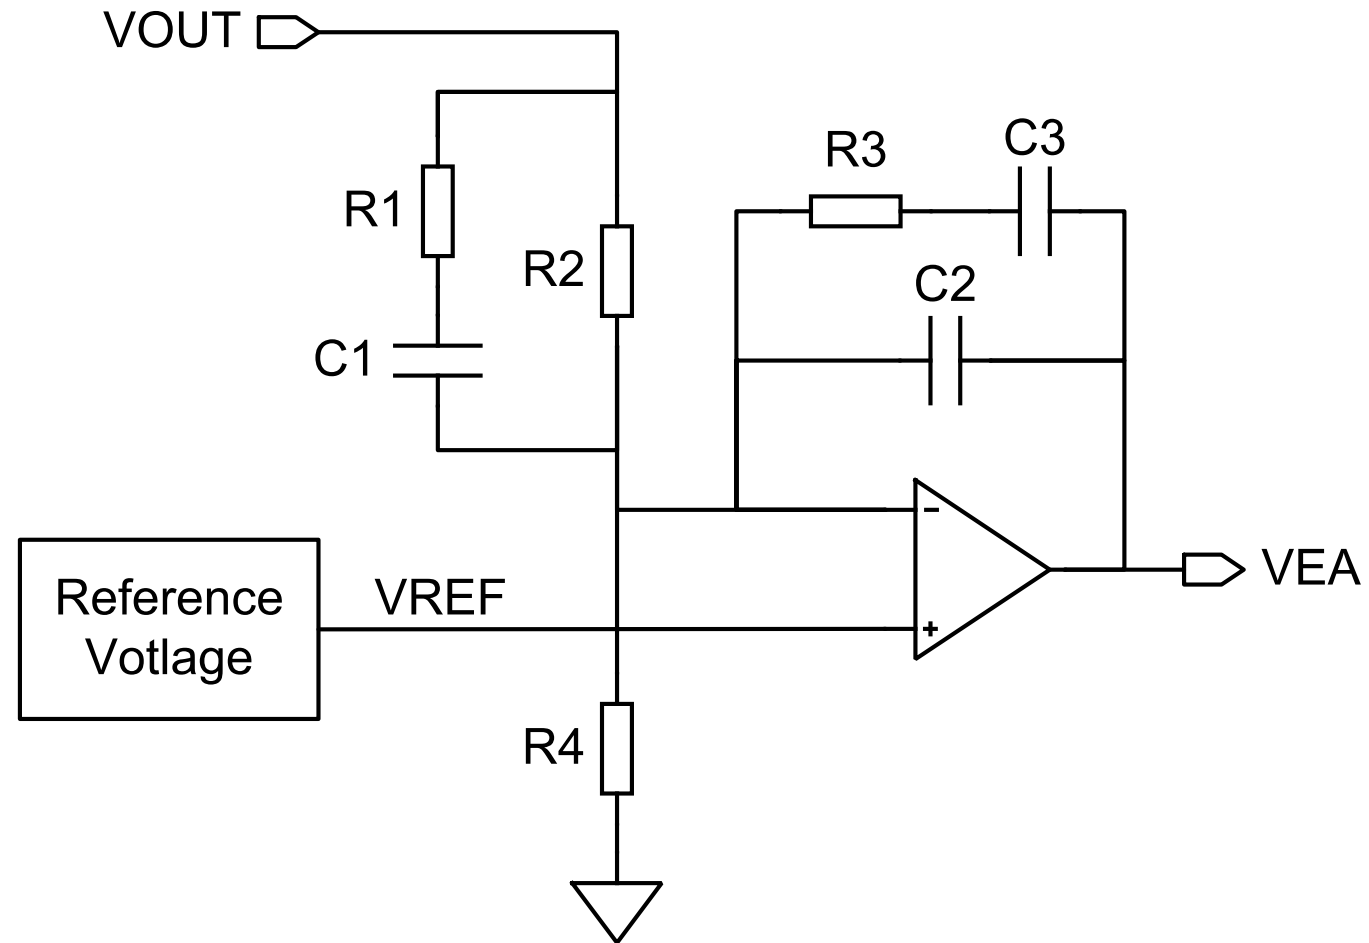 VOUT
R3
C3
R1
R2
C2
C1
-
Reference
Votlage
VREF
+
VEA
R4